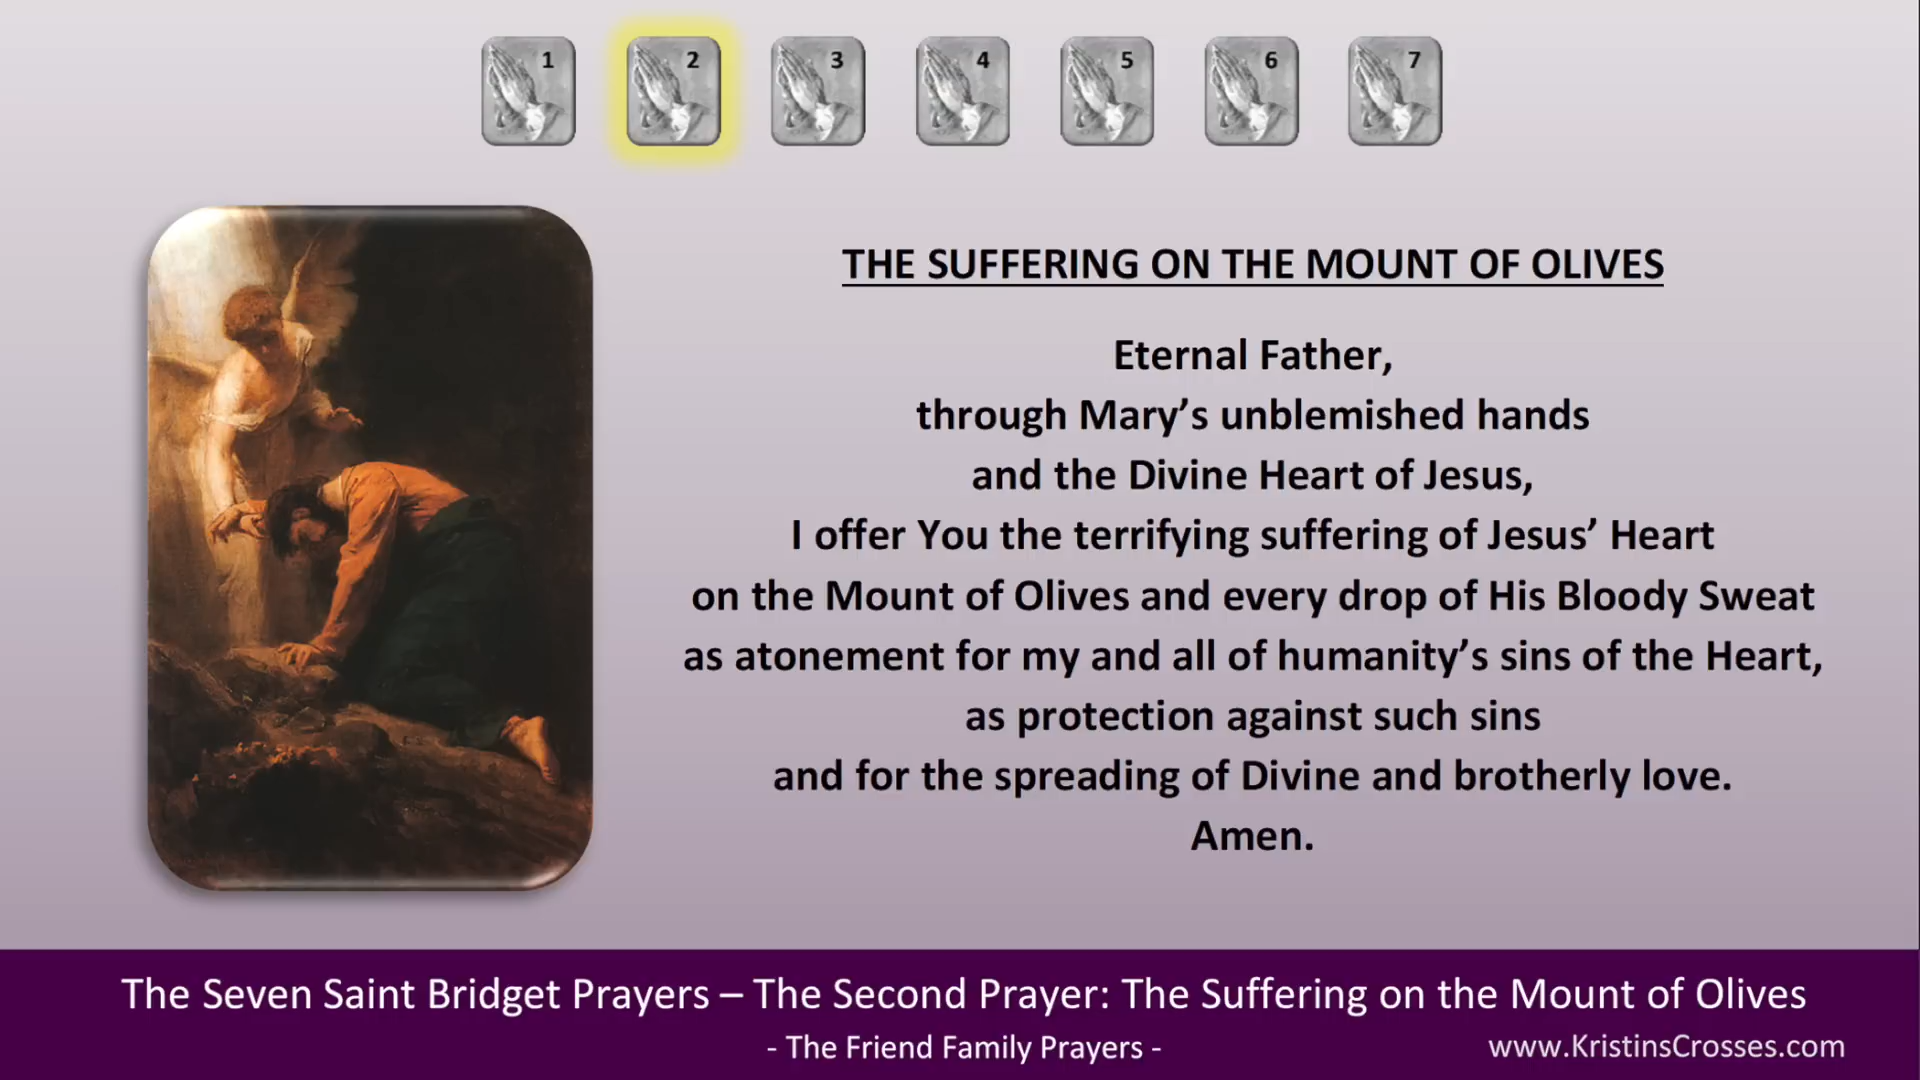 1 2 3 4 5 6 7
THE SUFFERING ON THE MOUNT OF OLIVES
Eternal Father,
through Mary’s unblemished hands
and the Divine Heart of Jesus,
I offer You the terrifying suffering of Jesus’ Heart
on the Mount of Olives and every drop of His Bloody Sweat
as atonement for my and all of humanity’s sins of the Heart,
as protection against such sins
and for the spreading of Divine and brotherly love.
Amen.
The Seven Saint Bridget Prayers – The Second Prayer: The Suffering on the Mount of Olives
- The Friend Family Prayers -
www.KristinsCrosses.com